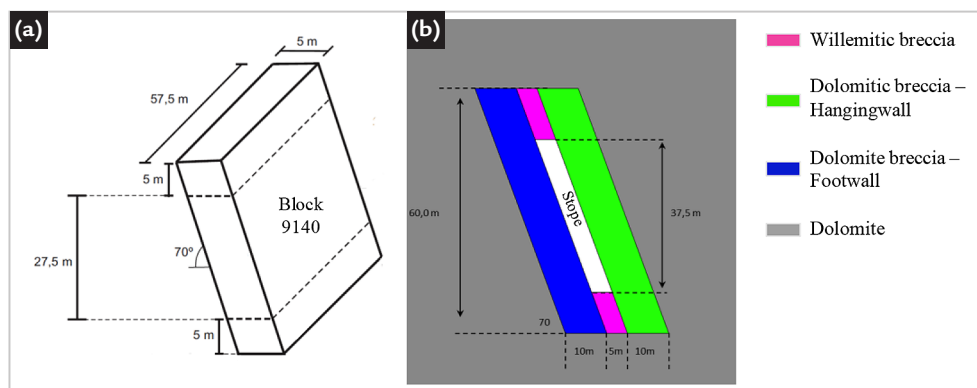 (a)
5 m
57,5 m
5 m
Block
9140
70º
27,5 m
5 m
(b)
60,0 m
Stope
37,5 m
70
10m
5m
10m
Willemitic breccia
Dolomitic breccia –
Hangingwall
Dolomite breccia –
Footwall
Dolomite